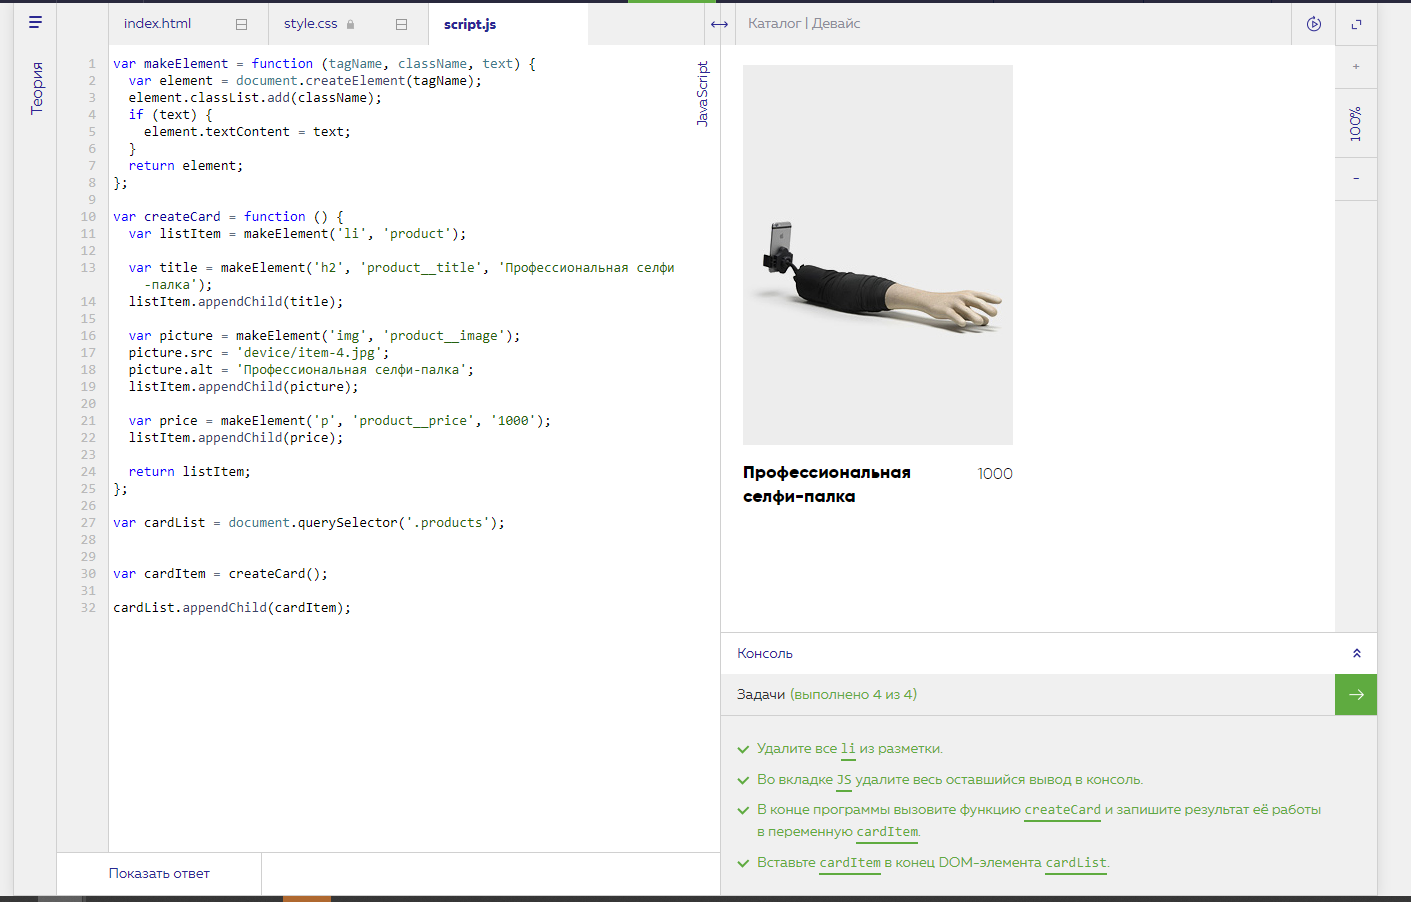 index.html
style.css
script.js
Каталог | Девайс
Теория
JavaScript
100%
+
-
1 var makeElement = function (tagName, className, text) {
2 var element = document.createElement(tagName);
3 element.classList.add(className);
4 if (text) {
5 element.textContent = text;
6 }
7 return element;
8 };
9
10 var createCard = function () {
11 var listItem = makeElement('li', 'product');
12
13 var title = makeElement('h2', 'product__title', 'Профессиональная селфи
-палка');
14 listItem.appendChild(title);
15
16 var picture = makeElement('img', 'product__image');
17 picture.src = 'device/item-4.jpg';
18 picture.alt = 'Профессиональная селфи-палка';
19 listItem.appendChild(picture);
20
21 var price = makeElement('p', 'product__price', '1000');
22 listItem.appendChild(price);
23
24 return listItem;
25 };
26
27 var cardList = document.querySelector('.products');
28
29
30 var cardItem = createCard();
31
32 cardList.appendChild(cardItem);
Показать ответ
Профессиональная
селфи-палка
1000
Консоль
Задачи (выполнено 4 из 4)
Удалите все li из разметки.
Во вкладке JS удалите весь оставшийся вывод в консоль.
В конце программы вызовите функцию createCard и запишите результат её работы
в переменную cardItem.
Вставьте cardItem в конец DOM-элемента cardList.